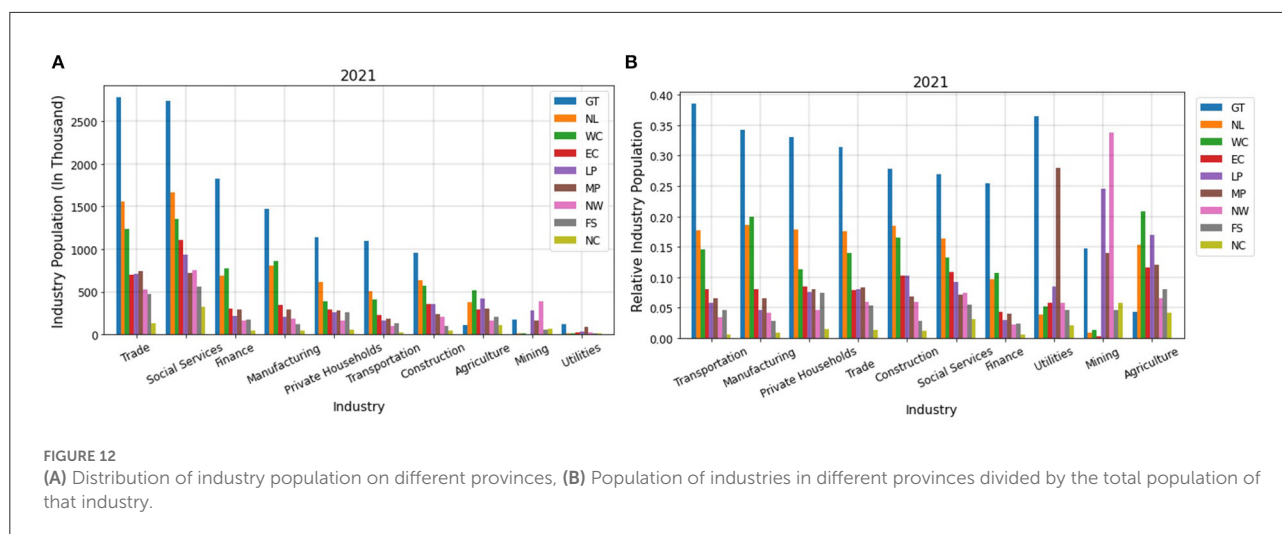 A
2021
Industry Population (In Thousand)
2500
2000
1500
1000
500
0
GT
NL
WC
EC
LP
MP
NW
FS
NC
Trade
Social Services
Finance
Manufacturing
Private Households
Transportation
Construction
Agriculture
Mining
Utilities
Industry
B
2021
Relative Industry Population
0.40
0.35
0.30
0.25
0.20
0.15
0.10
0.05
0.00
GT
NL
WC
EC
LP
MP
NW
FS
NC
Transportation
Manufacturing
Private Households
Trade
Construction
Social Services
Finance
Utilities
Mining
Agriculture
Industry
FIGURE 12
(A) Distribution of industry population on different provinces, (B) Population of industries in different provinces divided by the total population of
that industry.